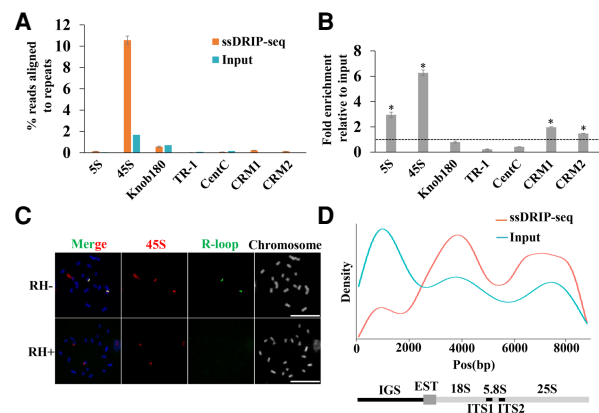 A
B
% reads aligned
to repeats
12
10
8
6
4
2
0
ssDRIP-seq
Input
5S
45S
Knob180
TR-1
CentC
CRM1
CRM2
Fold enrichment
relative to input
8
6
4
2
0
*
*
*
*
5S
45S
Knob180
TR-1
CentC
CRM1
CRM2
C
D
Merge
45S
R-loop
Chromosome
RH-
RH+
ssDRIP-seq
Input
Density
0
2000
4000
6000
8000
Pos(bp)
IGS
EST
18S
5.8S
25S
ITS1
ITS2